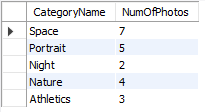 CategoryName NumOfPhotos
Space 7
Portrait 5
Night 2
Nature 4
Athletics 3